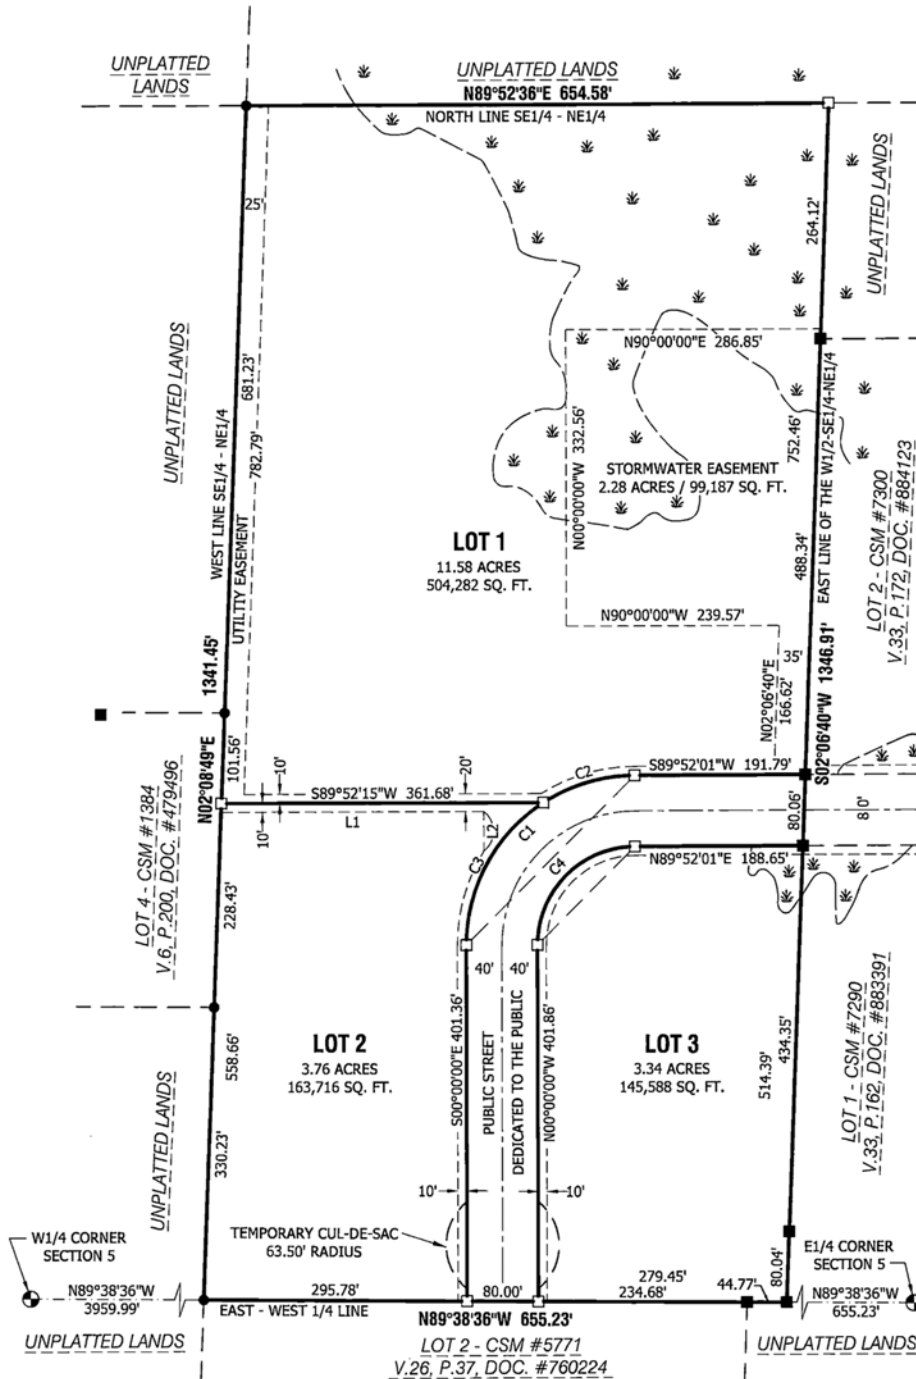 UNPLATTED
LANDS
UNPLATTED LANDS
N89°52'36"E 654.58'
NORTH LINE SE1/4 - NE1/4
25'
264.12'
UNPLATTED LANDS
UNPLATTED LANDS
681.23'
782.79'
WEST LINE SE1/4 - NE1/4
UTILTIY EASEMENT
N90°00'00"E 286.85'
N00°00'00"W 332.56'
STORMWATER EASEMENT
2.28 ACRES / 99,187 SQ. FT.
752.46'
488.34'
EAST LINE OF THE W1/2-SE1/4-NE1/4
LOT 2 - CSM #7300
V.33, P.172, DOC. #884123
LOT 1
11.58 ACRES
504,282 SQ. FT.
N90°00'00"W 239.57'
35'
N02°06'40"E
166.62'
S02°06'40"W 1346.91'
N02°08'49"E 1341.45'
101.56'
10'
20'
S89°52'15"W 361.68'
C2
S89°52'01"W 191.79'
10'
L1
L2
C1
C3
C4
80.06'
80'
N89°52'01"E 188.65'
LOT 4 - CSM #1384
V.6, P.200, DOC. #479496
228.43'
40'
40'
S00°00'00"E 401.36'
PUBLIC STREET
DEDICATED TO THE PUBLIC
N00°00'00"W 401.86'
LOT 2
3.76 ACRES
163,716 SQ. FT.
LOT 3
3.34 ACRES
145,588 SQ. FT.
514.39'
434.35'
LOT 1 - CSM #7290
V.33, P.162, DOC. #883391
558.66'
330.23'
UNPLATTED LANDS
10'
10'
TEMPORARY CUL-DE-SAC
63.50' RADIUS
W1/4 CORNER
SECTION 5
E1/4 CORNER
SECTION 5
80.04'
N89°38'36"W
3959.99'
295.78'
80.00'
279.45'
234.68'
44.77'
N89°38'36"W
655.23'
EAST - WEST 1/4 LINE
N89°38'36"W 655.23'
UNPLATTED LANDS
LOT 2 - CSM #5771
V.26, P.37, DOC. #760224
UNPLATTED LANDS